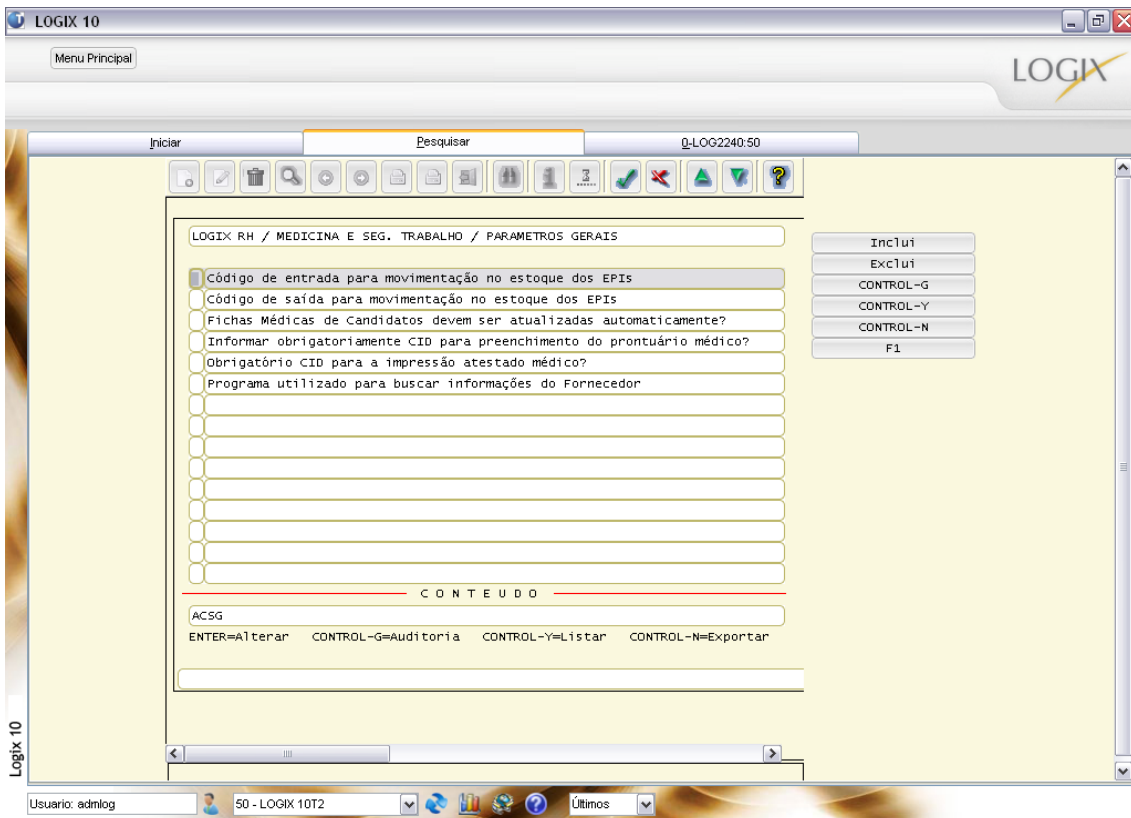 LOGIX 10
Menu Principal
LOGIX
Iniciar
Pesquisar
0-LOG2240:50
LOGIX RH / MEDICINA E SEG. TRABALHO / PARAMETROS GERAIS
Código de entrada para movimentação no estoque dos EPIs
Código de saída para movimentação no estoque dos EPIs
Fichas Médicas de Candidatos devem ser atualizadas automaticamente?
Informar obrigatoriamente CID para preenchimento do prontuário médico?
Obrigatório CID para a impressão atestado médico?
Programa utilizado para buscar informações do Fornecedor
Inclui
Exclui
CONTROL-G
CONTROL-Y
CONTROL-N
F1
C O N T E U D O
ACSG
ENTER=Alterar CONTROL-G=Auditoria CONTROL-Y=Listar CONTROL-N=Exportar
Logix 10
Usuario: admlog
50 - LOGIX 10T2
Últimos